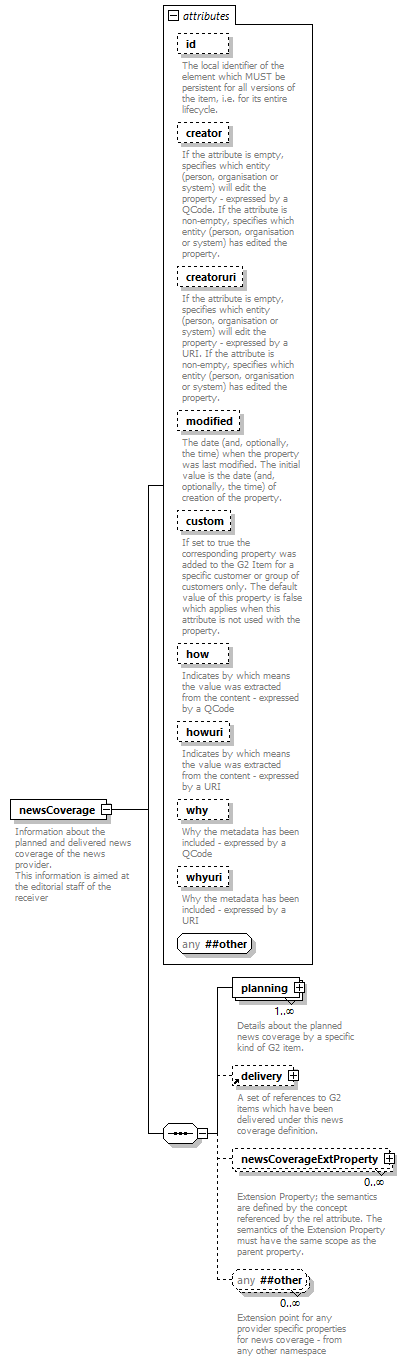 attributes
id
The local identifier of the
element which MUST be
persistent for all versions of
the item, i.e. for its entire
lifecycle.
creator
If the attribute is empty,
specifies which entity
(person, organisation or
system) will edit the
property - expressed by a
QCode. If the attribute is
non-empty, specifies which
entity (person, organisation
or system) has edited the
property.
creatoruri
If the attribute is empty,
specifies which entity
(person, organisation or
system) will edit the
property - expressed by a
URI. If the attribute is
non-empty, specifies which
entity (person, organisation
or system) has edited the
property.
modified
The date (and, optionally,
the time) when the property
was last modified. The initial
value is the date (and,
optionally, the time) of
creation of the property.
custom
If set to true the
corresponding property was
added to the G2 Item for a
specific customer or group of
customers only. The default
value of this property is false
which applies when this
attribute is not used with the
property.
how
Indicates by which means
the value was extracted
from the content - expressed
by a QCode
howuri
Indicates by which means
the value was extracted
from the content - expressed
by a URI
why
Why the metadata has been
included - expressed by a
QCode
whyuri
Why the metadata has been
included - expressed by a
URI
any ##other
newsCoverage
Information about the
planned and delivered news
coverage of the news
provider.
This information is aimed at
the editorial staff of the
receiver
planning
1..∞
Details about the planned
news coverage by a specific
kind of G2 item.
delivery
A set of references to G2
items which have been
delivered under this news
coverage definition.
newsCoverageExtProperty
0..∞
Extension Property; the semantics
are defined by the concept
referenced by the rel attribute. The
semantics of the Extension Property
must have the same scope as the
parent property.
any ##other
0..∞
Extension point for any
provider specific properties
for news coverage - from
any other namespace